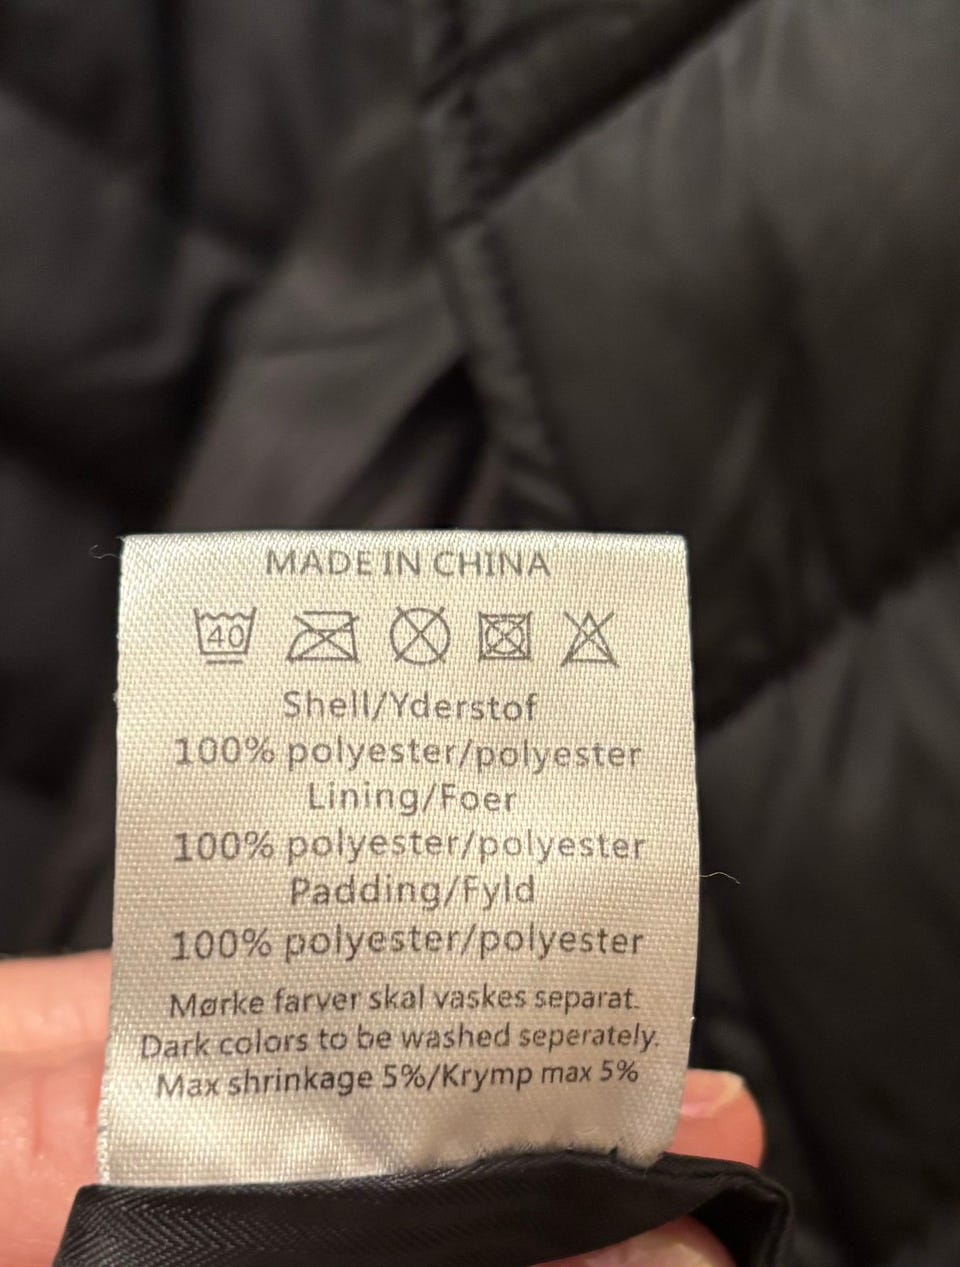 MADE IN CHINA
40
Shell/Yderstof
100% polyester/polyester
Lining/Foer
100% polyester/polyester
Padding/Fyld
100% polyester/polyester
Mørke farver skal vaskes separat.
Dark colors to be washed seperately.
Max shrinkage 5%/Krymp max 5%